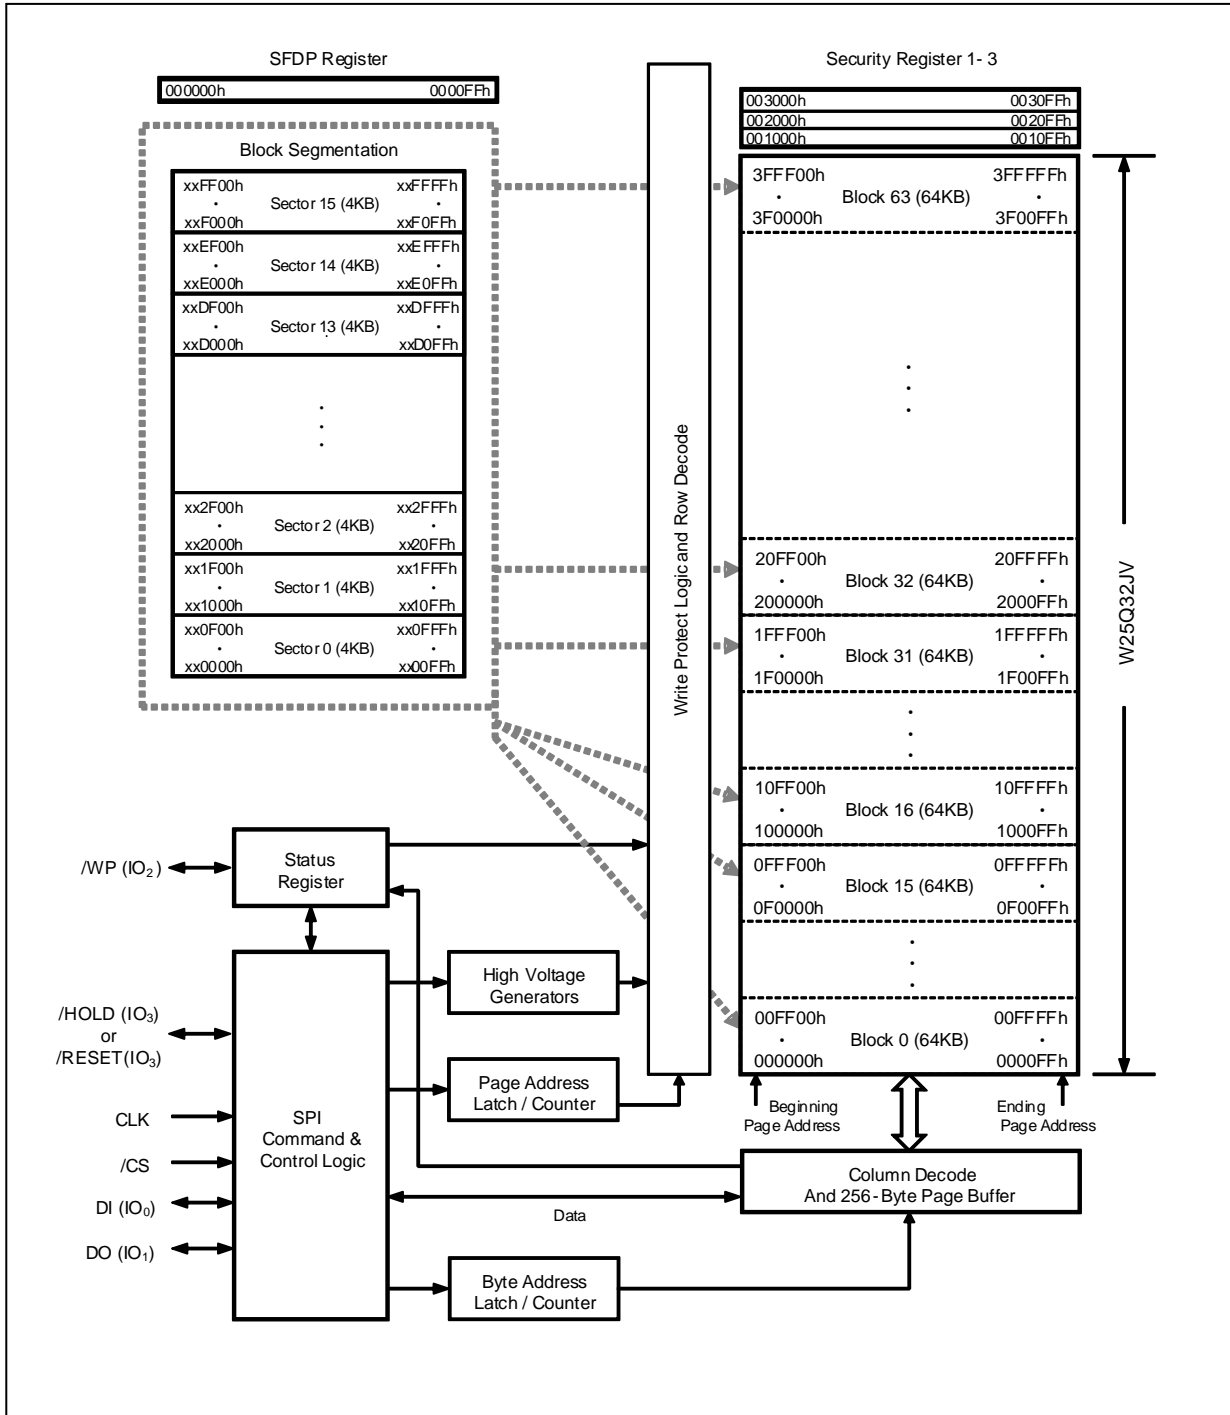 SFDP Register
000000h 0000FFh
Block Segmentation
xxFF00h xxFFFFh
Sector 15 (4KB)
xxF000h xxF0FFh
xxEF00h xxEFFFh
Sector 14 (4KB)
xxE000h xxE0FFh
xxDF00h xxDFFFh
Sector 13 (4KB)
xxD000h xxD0FFh
xx2F00h xx2FFFh
Sector 2 (4KB)
xx2000h xx20FFh
xx1F00h xx1FFFh
Sector 1 (4KB)
xx1000h xx10FFh
xx0F00h xx0FFFh
Sector 0 (4KB)
xx0000h xx00FFh
Write Protect Logic and Row Decode
Security Register 1 - 3
003000h 0030FFh
002000h 0020FFh
001000h 0010FFh
3FFF00h 3FFFFFh
Block 63 (64KB)
3F0000h 3F00FFh
20FF00h 20FFFFh
Block 32 (64KB)
200000h 2000FFh
1FFF00h 1FFFFFh
Block 31 (64KB)
1F0000h 1F00FFh
10FF00h 10FFFFh
Block 16 (64KB)
100000h 1000FFh
0FFF00h 0FFFFFh
Block 15 (64KB)
0F0000h 0F00FFh
00FF00h 00FFFFh
Block 0 (64KB)
000000h 0000FFh
W25Q32JV
Beginning
Page Address
Ending
Page Address
/WP (IO₂)
Status
Register
/HOLD (IO₃)
or
/RESET (IO₃)
CLK
/CS
DI (IO₀)
DO (IO₁)
SPI
Command &
Control Logic
High Voltage
Generators
Page Address
Latch / Counter
Column Decode
And 256-Byte Page Buffer
Data
Byte Address
Latch / Counter